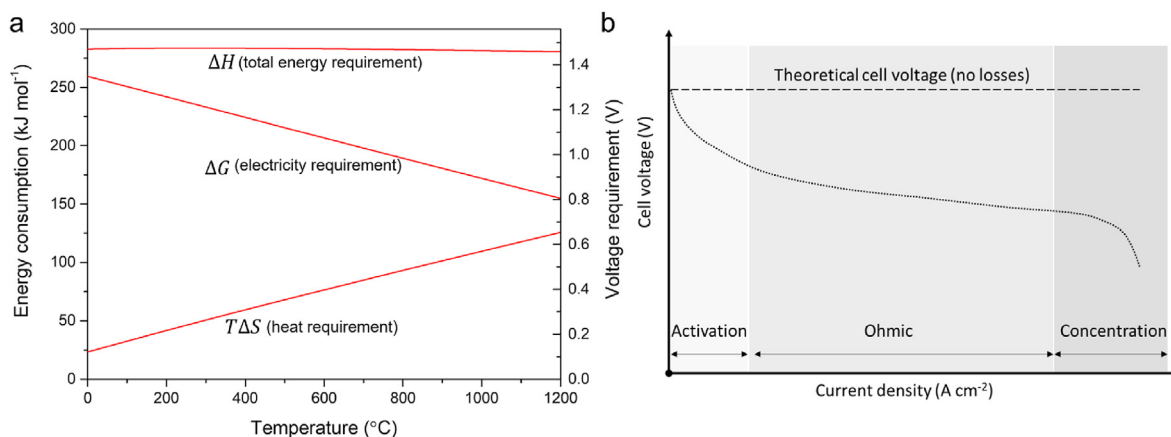 a
300
250
200
150
100
50
0
Energy consumption (kJ mol⁻¹)
ΔH (total energy requirement)
ΔG (electricity requirement)
TΔS (heat requirement)
0 200 400 600 800 1000 1200
Temperature (°C)
1.4
1.2
1.0
0.8
0.6
0.4
0.2
0.0
Voltage requirement (V)
b
Cell voltage (V)
Theoretical cell voltage (no losses)
Activation Ohmic Concentration
Current density (A cm⁻²)